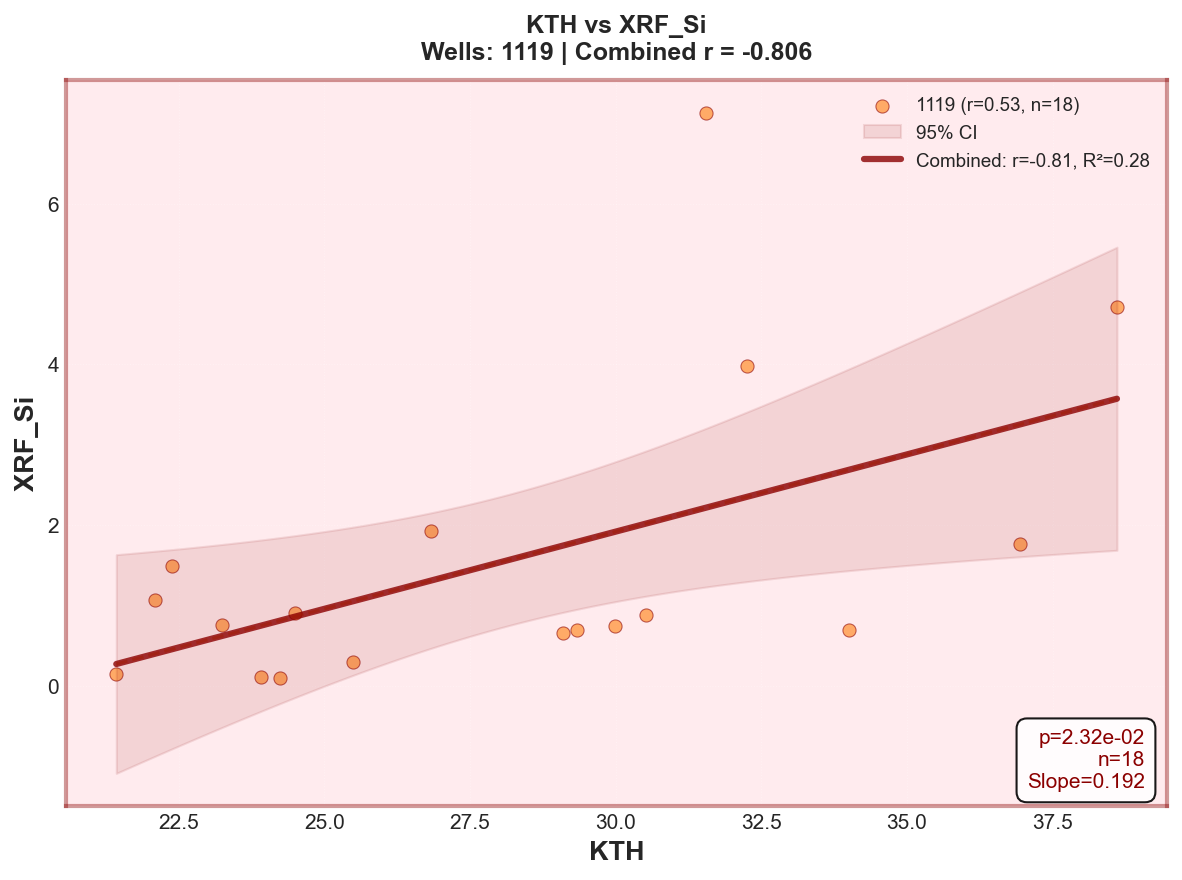 KTH vs XRF_Si
Wells: 1119 | Combined r = -0.806
1119 (r=0.53, n=18)
95% CI
Combined: r=-0.81, R²=0.28
6
4
2
0
XRF_Si
p=2.32e-02
n=18
Slope=0.192
22.5 25.0 27.5 30.0 32.5 35.0 37.5
KTH